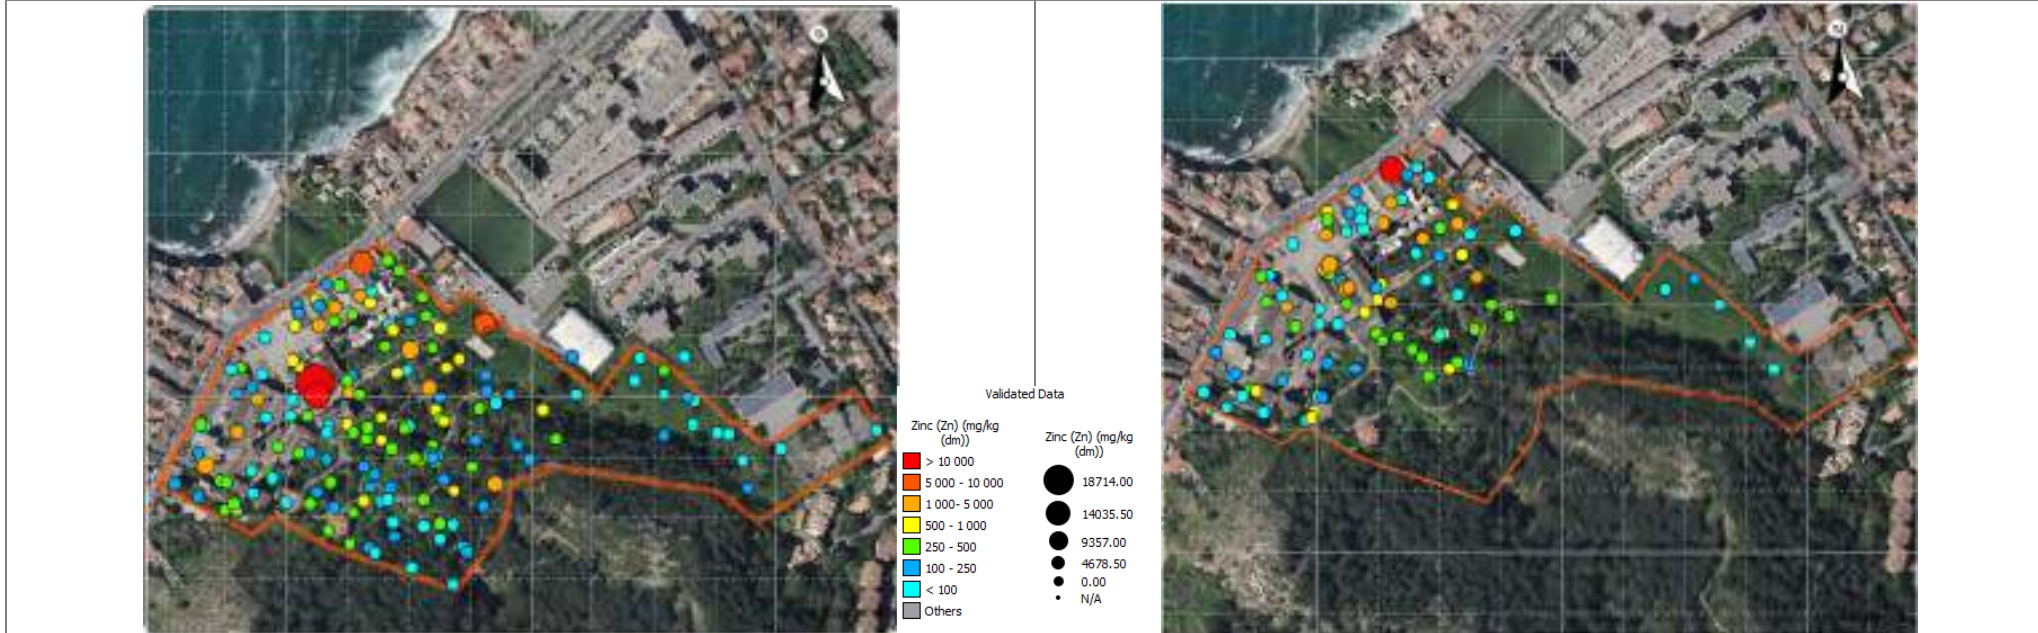 Validated Data
Zinc (Zn) (mg/kg
(dm))
> 10 000
5 000 - 10 000
1 000- 5 000
500 - 1 000
250 - 500
100 - 250
< 100
Others
Zinc (Zn) (mg/kg
(dm))
18714.00
14035.50
9357.00
4678.50
0.00
N/A